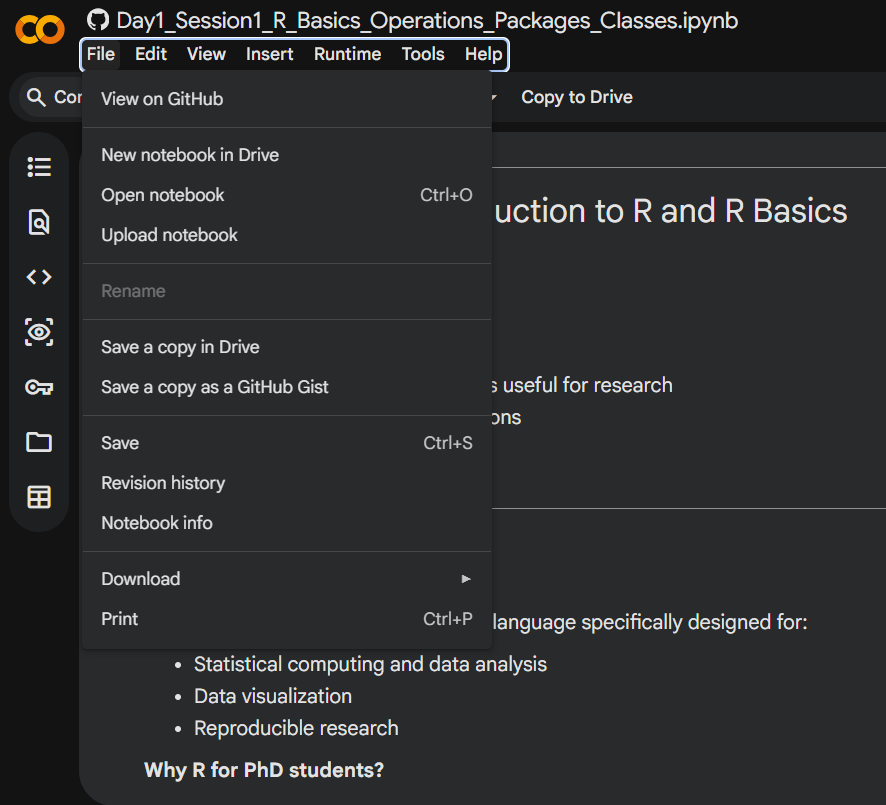 Day1_Session1_R_Basics_Operations_Packages_Classes.ipynb
File Edit View Insert Runtime Tools Help
Copy to Drive
View on GitHub
New notebook in Drive
Open notebook Ctrl+O
Upload notebook
Rename
Save a copy in Drive
Save a copy as a GitHub Gist
Save Ctrl+S
Revision history
Notebook info
Download
Print Ctrl+P
to R and R Basics
useful for research
language specifically designed for:
• Statistical computing and data analysis
• Data visualization
• Reproducible research
Why R for PhD students?